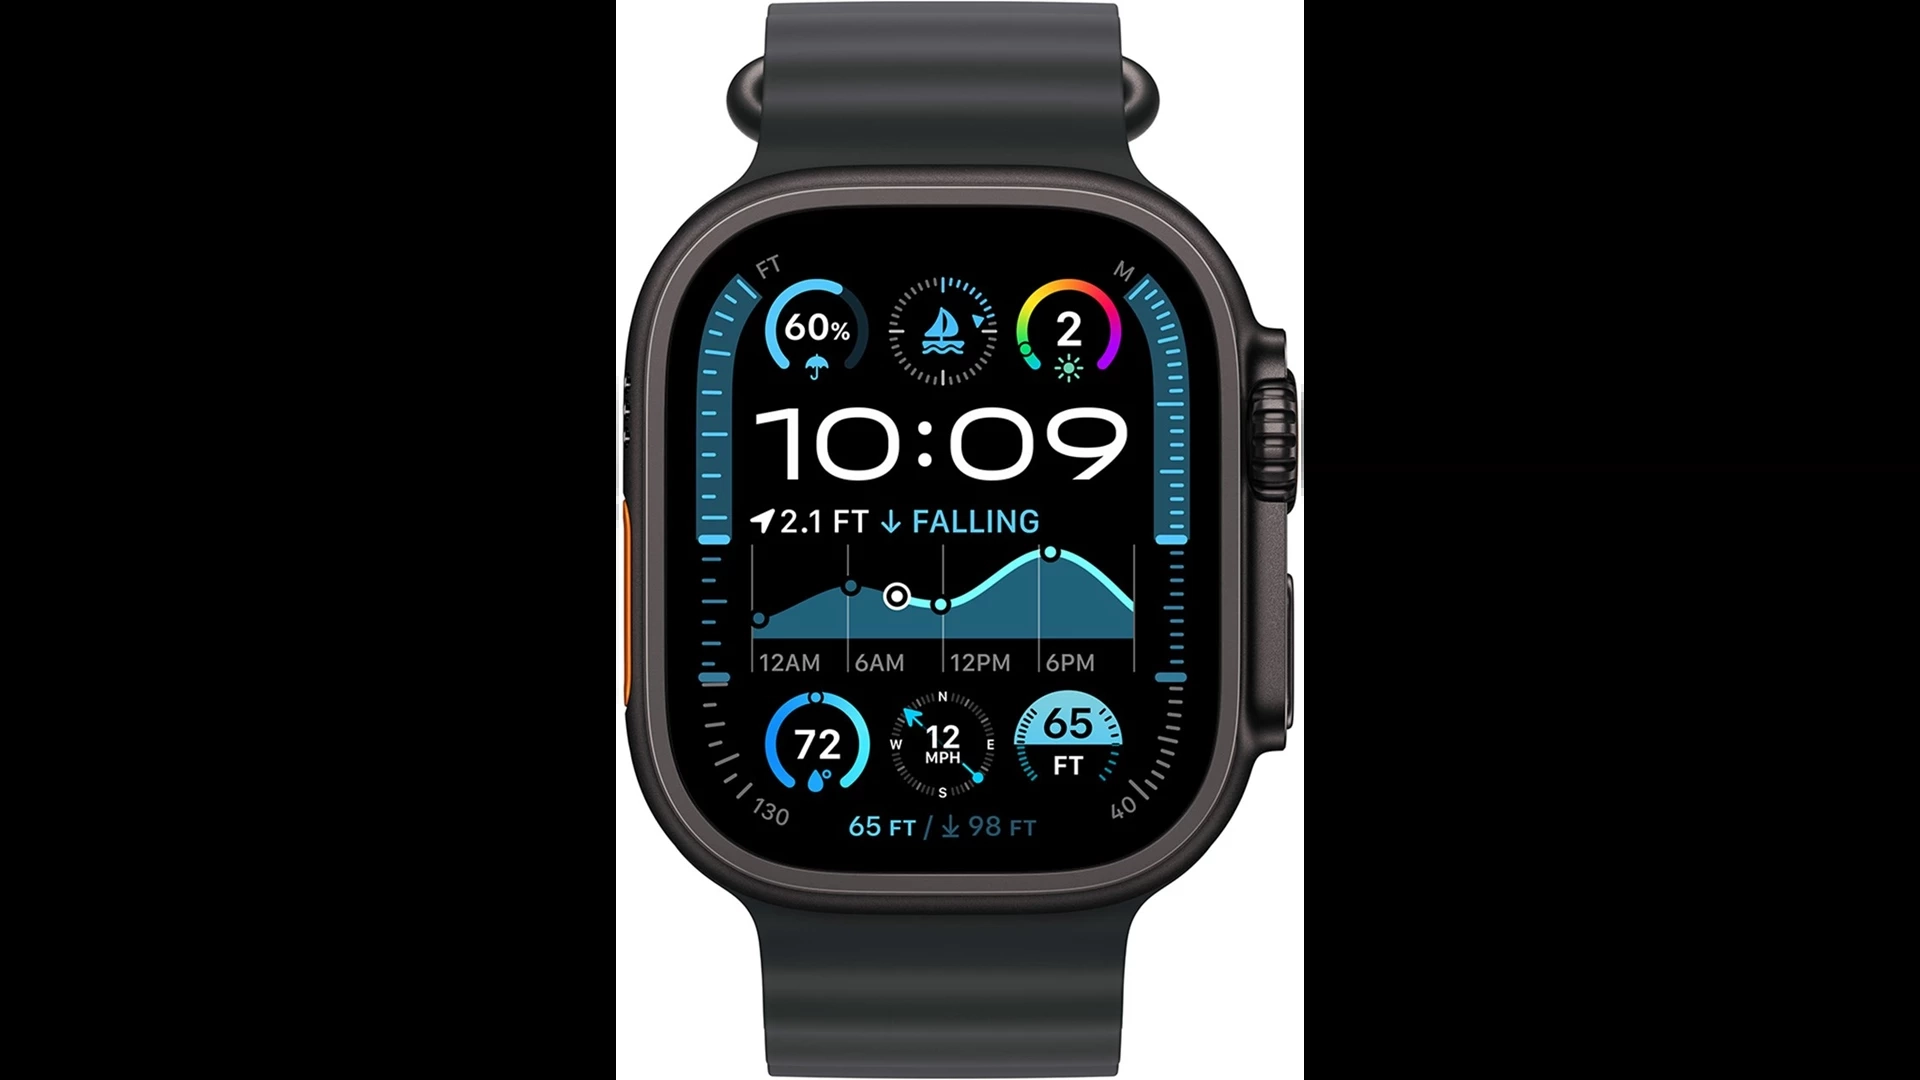 FT
M
60%
2
10:09
2.1 FT ↓ FALLING
12AM 6AM 12PM 6PM
72
N
W
12
MPH
E
S
65
FT
130
40
65 FT / ↓ 98 FT